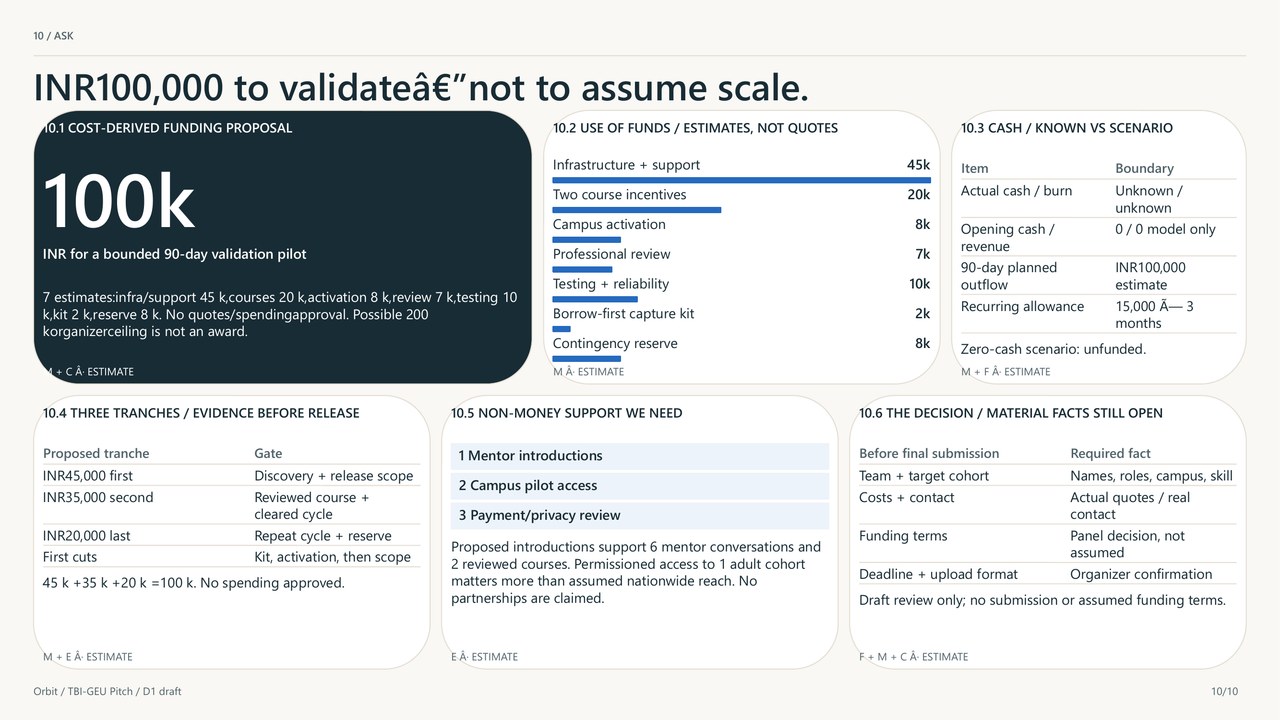 10 / ASK
INR100,000 to validateâ€”not to assume scale.
10.1 COST-DERIVED FUNDING PROPOSAL
100k
INR for a bounded 90-day validation pilot
7 estimates:infra/support 45 k,courses 20 k,activation 8 k,review 7 k,testing 10
k,kit 2 k,reserve 8 k. No quotes/spendingapproval. Possible 200
korganizerceiling is not an award.
M + C Â· ESTIMATE
10.2 USE OF FUNDS / ESTIMATES, NOT QUOTES
Infrastructure + support 45k
Two course incentives 20k
Campus activation 8k
Professional review 7k
Testing + reliability 10k
Borrow-first capture kit 2k
Contingency reserve 8k
M Â· ESTIMATE
10.3 CASH / KNOWN VS SCENARIO
Item Boundary
Actual cash / burn Unknown /
unknown
Opening cash / 0 / 0 model only
revenue
90-day planned INR100,000
outflow estimate
Recurring allowance 15,000 Ã— 3
months
Zero-cash scenario: unfunded.
M + F Â· ESTIMATE
10.4 THREE TRANCHES / EVIDENCE BEFORE RELEASE
Proposed tranche Gate
INR45,000 first Discovery + release scope
INR35,000 second Reviewed course +
cleared cycle
INR20,000 last Repeat cycle + reserve
First cuts Kit, activation, then scope
45 k +35 k +20 k =100 k. No spending approved.
M + E Â· ESTIMATE
10.5 NON-MONEY SUPPORT WE NEED
1 Mentor introductions
2 Campus pilot access
3 Payment/privacy review
Proposed introductions support 6 mentor conversations and
2 reviewed courses. Permissioned access to 1 adult cohort
matters more than assumed nationwide reach. No
partnerships are claimed.
E Â· ESTIMATE
10.6 THE DECISION / MATERIAL FACTS STILL OPEN
Before final submission Required fact
Team + target cohort Names, roles, campus, skill
Costs + contact Actual quotes / real
contact
Funding terms Panel decision, not
assumed
Deadline + upload format Organizer confirmation
Draft review only; no submission or assumed funding terms.
F + M + C Â· ESTIMATE
Orbit / TBI-GEU Pitch / D1 draft
10/10